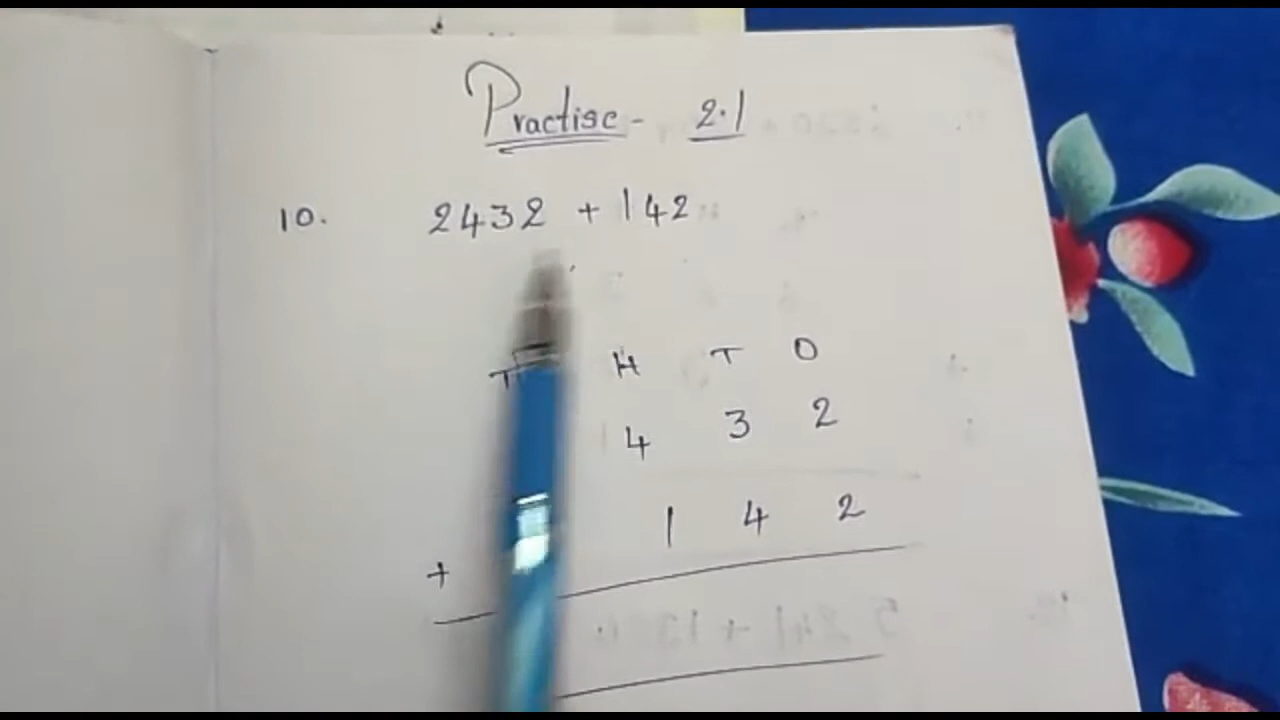 Practise - 2.1
10. 2432 + 142
T H T O
4 3 2
1 4 2
+